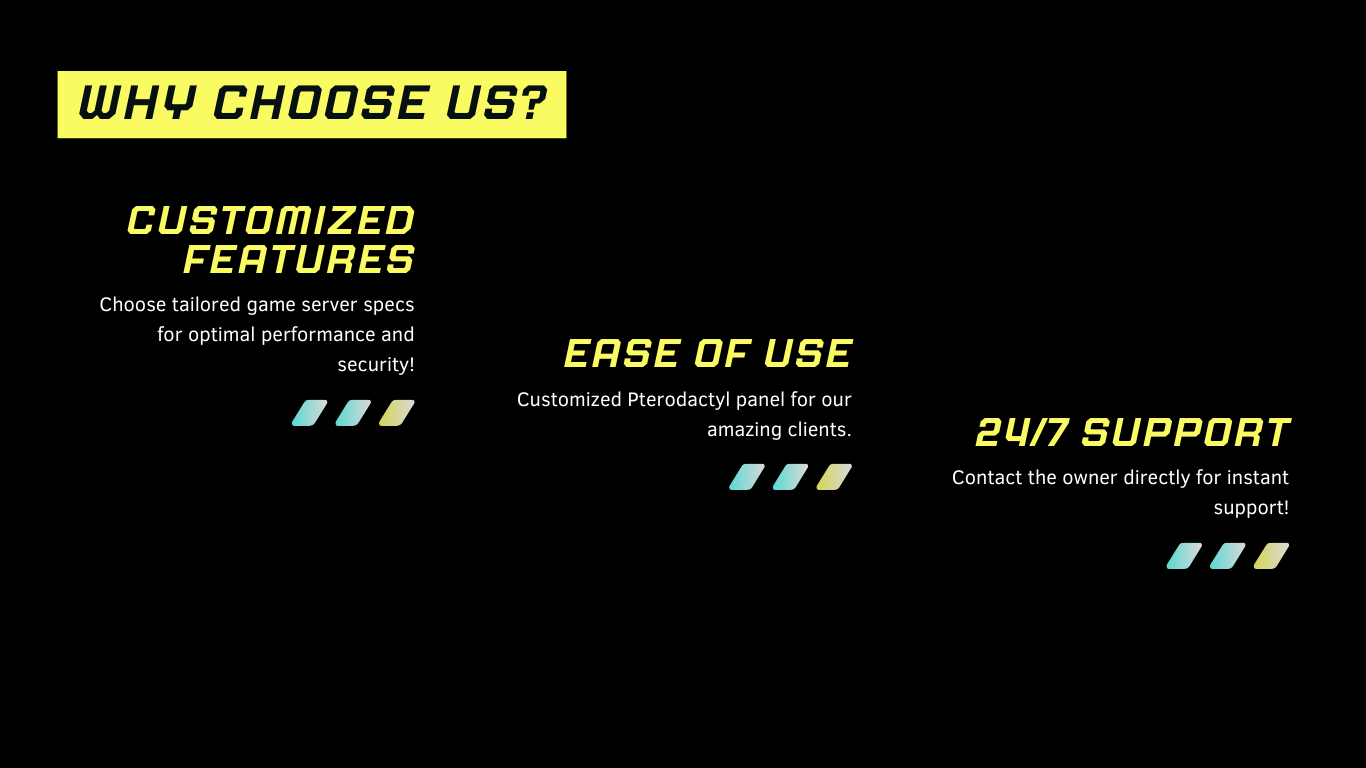 WHY CHOOSE US?
CUSTOMIZED
FEATURES
Choose tailored game server specs
for optimal performance and
security!
EASE OF USE
Customized Pterodactyl panel for our
amazing clients.
24/7 SUPPORT
Contact the owner directly for instant
support!